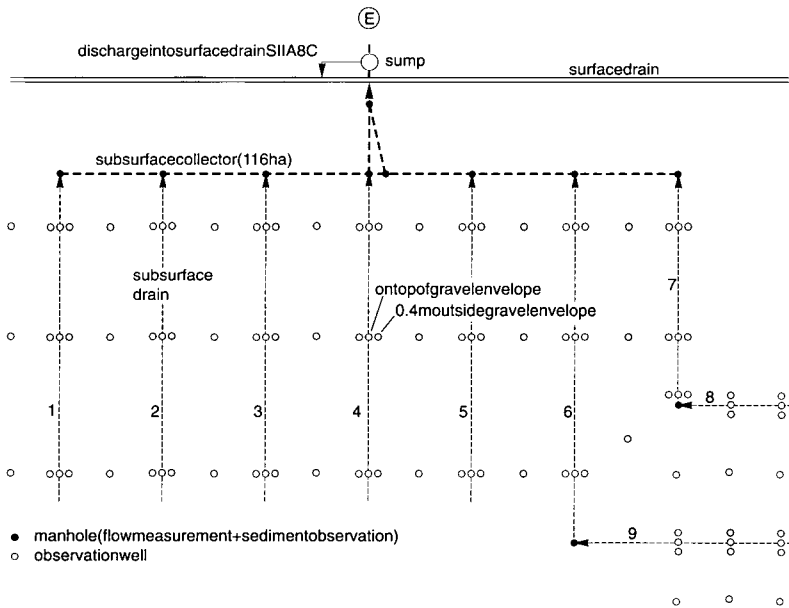 E
dischargeintosurfacedrainSIIA8C
sump
surfacedrain
subsurfacecollector(116ha)
subsurface
drain
7
ontopofgravelenvelope
0.4moutsidegravelenvelope
1
2
3
4
5
6
8
9
manhole(flowmeasurement+sedimentobservation)
observationwell